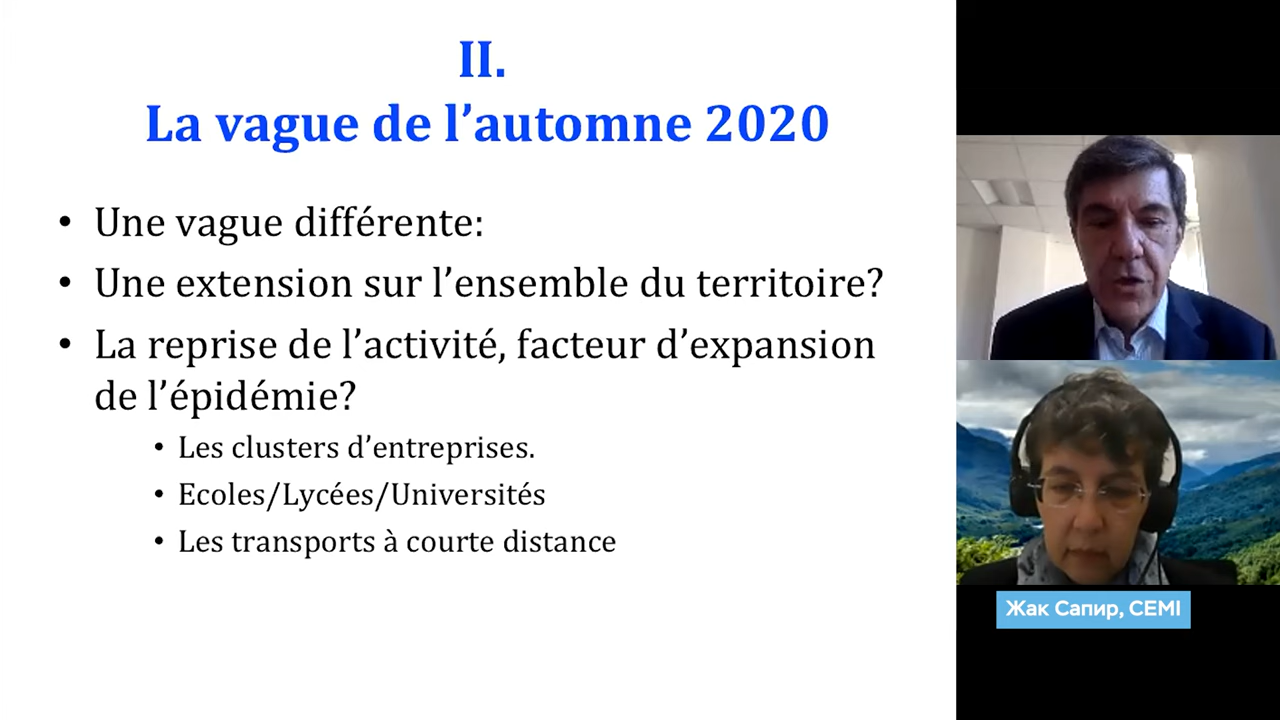 II.
La vague de l’automne 2020
• Une vague différente:
• Une extension sur l’ensemble du territoire?
• La reprise de l’activité, facteur d’expansion
de l’épidémie?
• Les clusters d’entreprises.
• Ecoles/Lycées/Universités
• Les transports à courte distance
Жак Сапир, CEMI